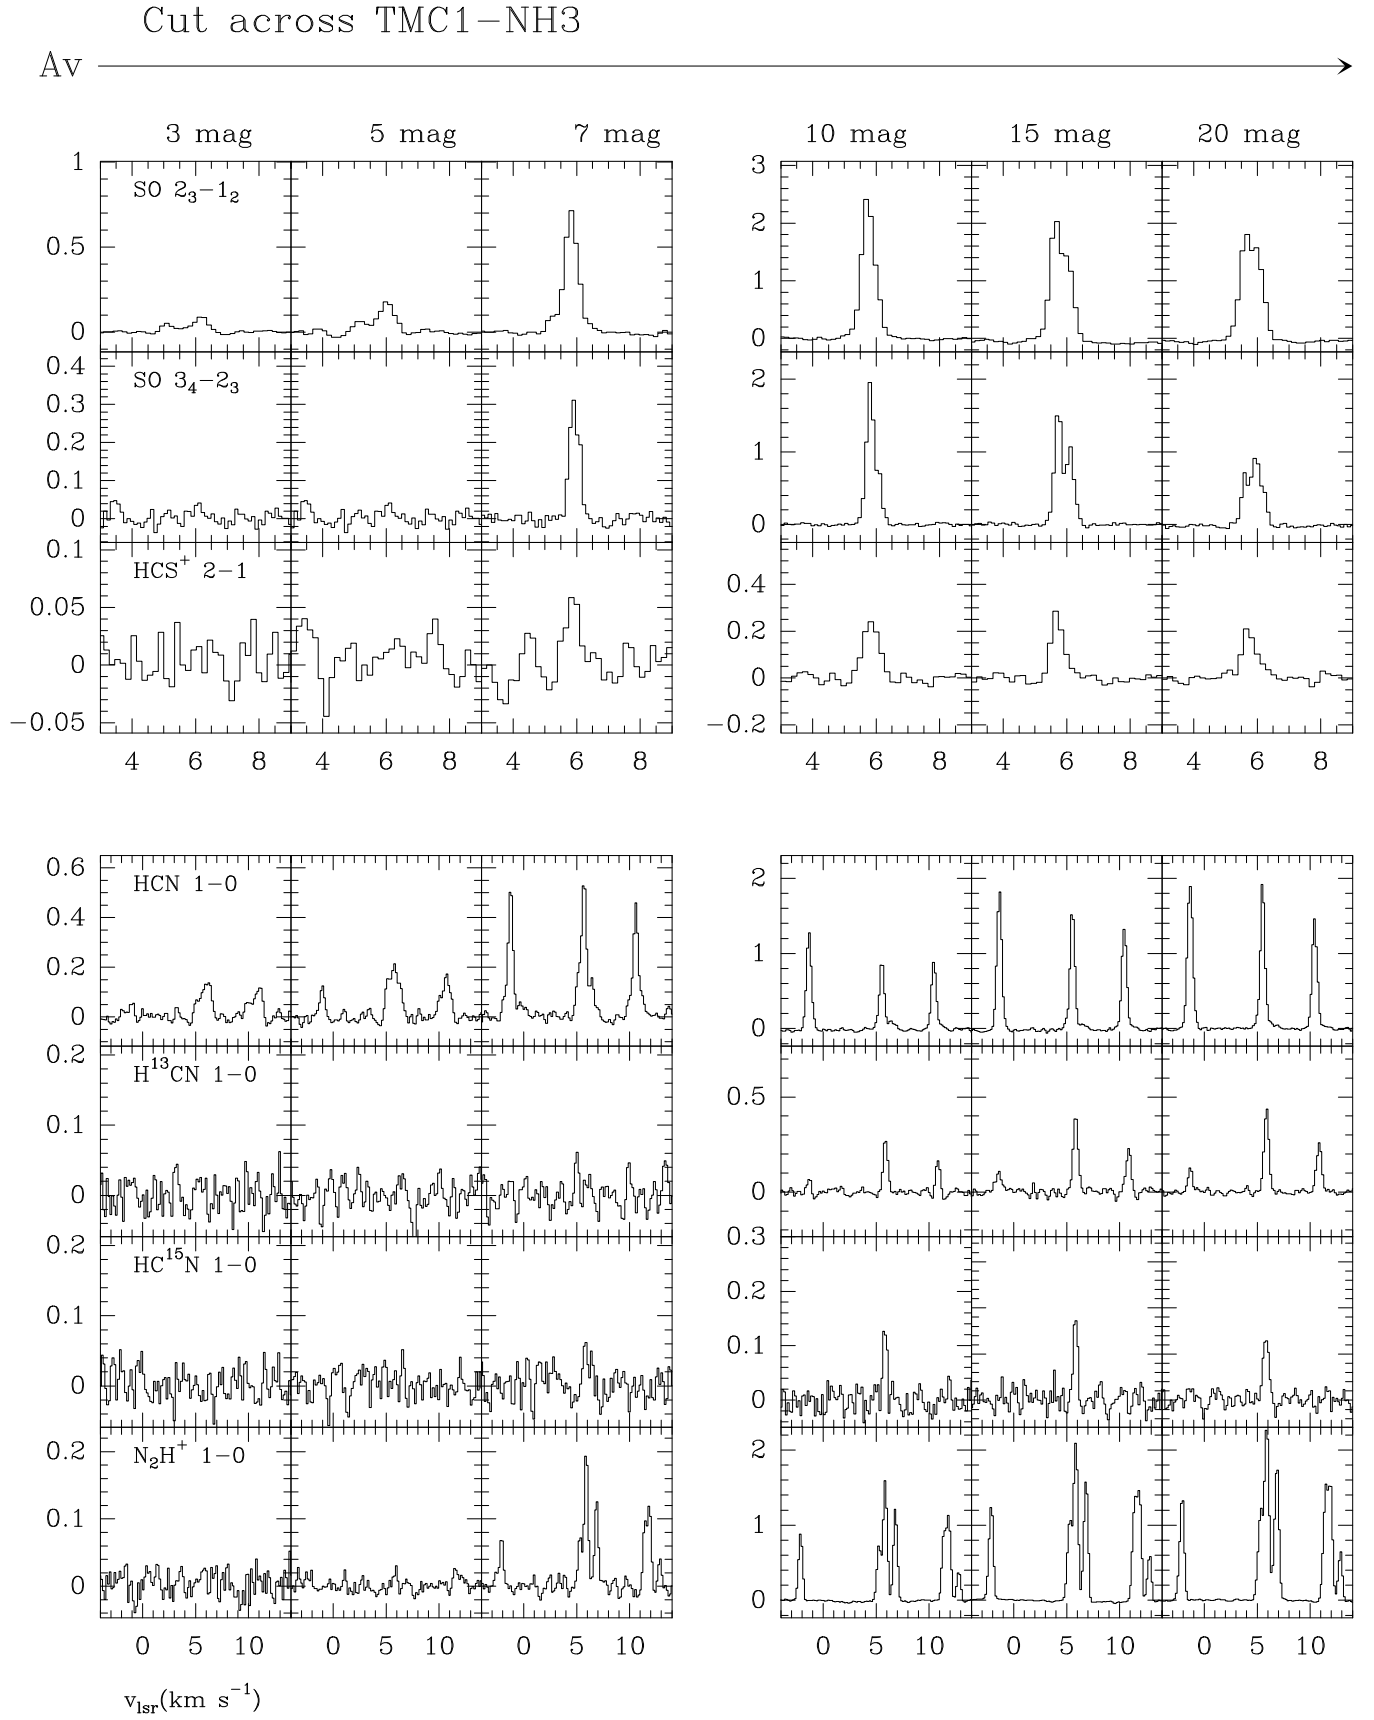 Cut across TMC1-NH3
Av
3 mag 5 mag 7 mag 10 mag 15 mag 20 mag
1 3
SO 2₃-1₂
2
0.5
1
0 0
0.4
SO 3₄-2₃ 2
0.3
0.2 1
0.1
0 0
0.1
HCS⁺ 2-1 0.4
0.05
0.2
0 0
-0.05 -0.2
4 6 8 4 6 8 4 6 8 4 6 8 4 6 8 4 6 8
0.6 2
HCN 1-0
0.4
1
0.2
0 0
0.2
H¹³CN 1-0
0.5
0.1
0 0
0.2 0.3
HC¹⁵N 1-0
0.2
0.1
0.1
0 0
0.2 2
N₂H⁺ 1-0
0.1 1
0 0
0 5 10 0 5 10 0 5 10 0 5 10 0 5 10 0 5 10
v_lsr(km s⁻¹)